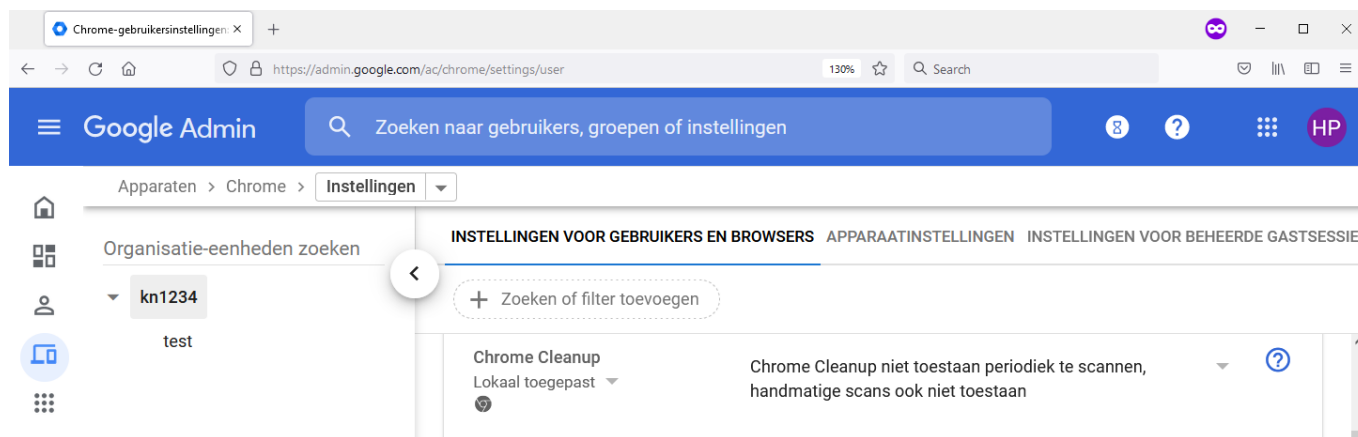 Chrome-gebruikersinstellingen:
https://admin.google.com/ac/chrome/settings/user 130% Search
Google Admin Zoeken naar gebruikers, groepen of instellingen HP
Apparaten > Chrome > Instellingen
Organisatie-eenheden zoeken
kn1234
test
INSTELLINGEN VOOR GEBRUIKERS EN BROWSERS APPARAATINSTELLINGEN INSTELLINGEN VOOR BEHEERDE GASTSESSIE
Zoeken of filter toevoegen
Chrome Cleanup
Lokaal toegepast
Chrome Cleanup niet toestaan periodiek te scannen,
handmatige scans ook niet toestaan